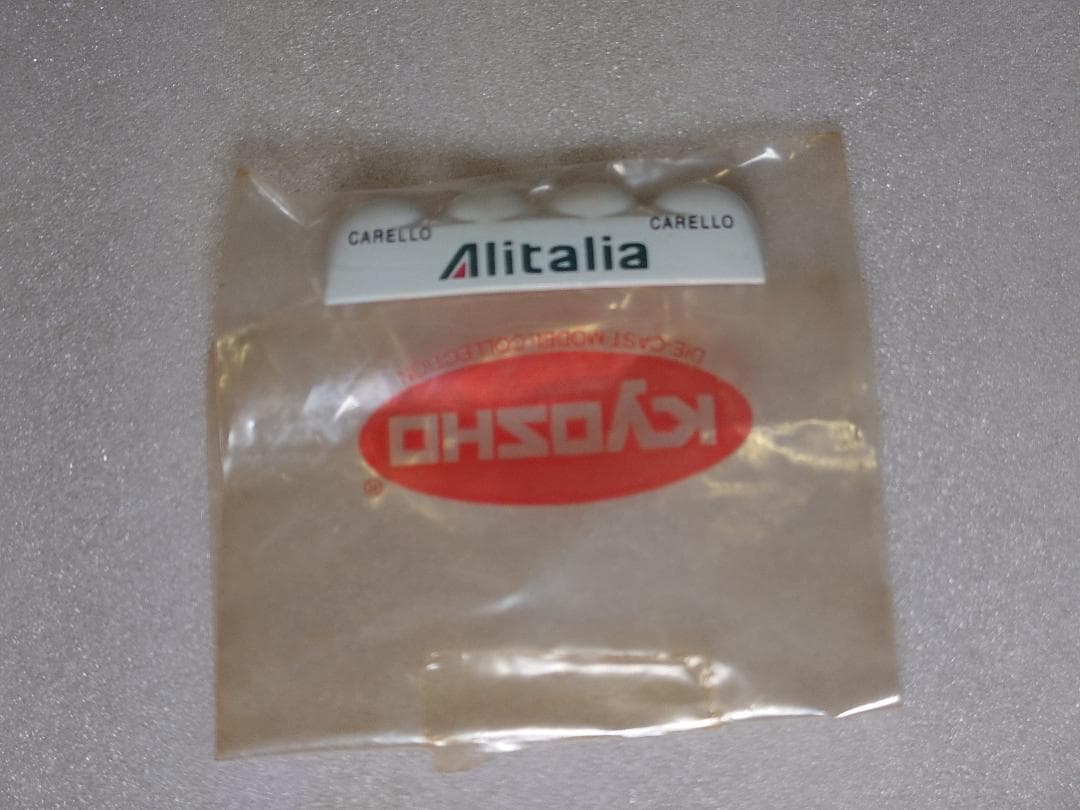 CARELLO
CARELLO
Alitalia
DIE-CAST MODEL COLLECTION
KYOSHO
®